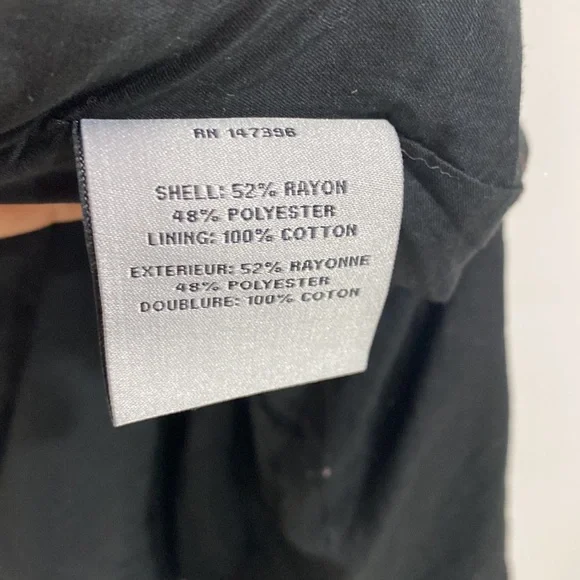 RN 147396
SHELL: 52% RAYON
48% POLYESTER
LINING: 100% COTTON
EXTERIEUR: 52% RAYONNE
48% POLYESTER
DOUBLURE: 100% COTON